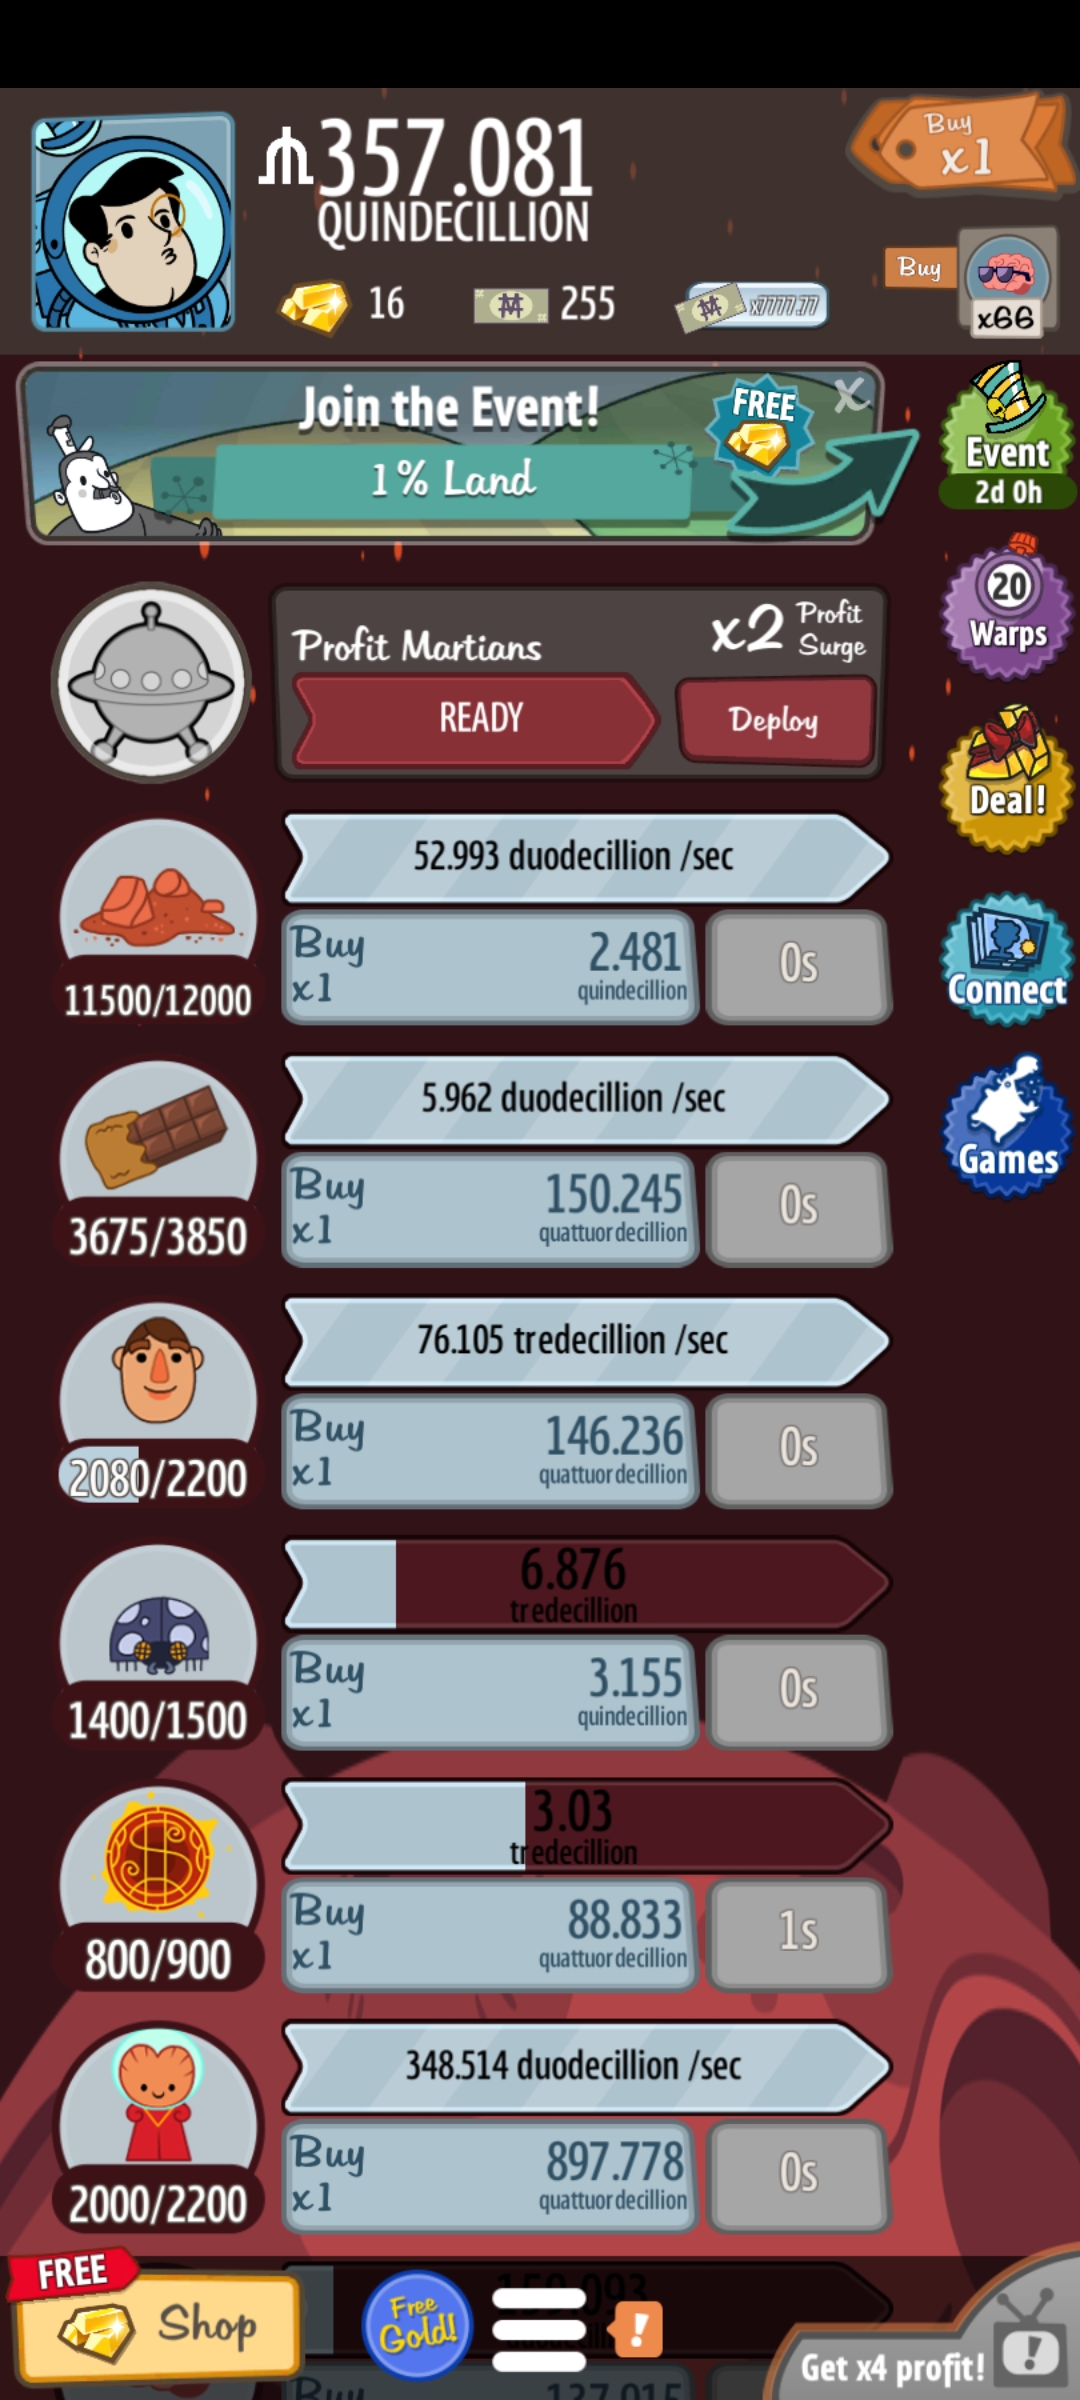 357.081
QUINDECILLION
Buy
x1
16
255
x7777.77
Buy
x66
Join the Event!
1% Land
FREE
X
Event
2d 0h
20
Warps
Deal!
Connect
Games
Profit Martians
x2 Profit Surge
READY
Deploy
52.993 duodecillion /sec
Buy
x1
2.481
quindecillion
0s
11500/12000
5.962 duodecillion /sec
Buy
x1
150.245
quattuordecillion
0s
3675/3850
76.105 tredecillion /sec
Buy
x1
146.236
quattuordecillion
0s
2080/2200
6.876
tredecillion
Buy
x1
3.155
quindecillion
0s
1400/1500
3.03
tredecillion
Buy
x1
88.833
quattuordecillion
1s
800/900
348.514 duodecillion /sec
Buy
x1
897.778
quattuordecillion
0s
2000/2200
FREE
Shop
Free
Gold!
!
Get x4 profit!
!
Buy